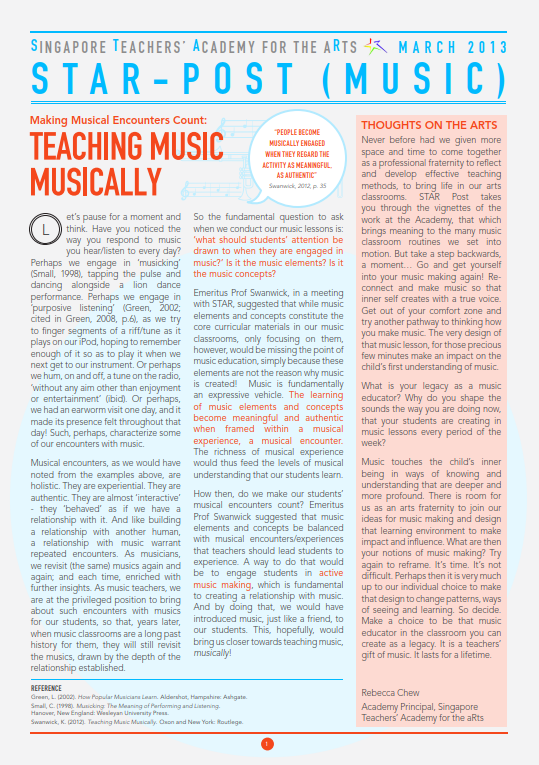 SINGAPORE TEACHERS' ACADEMY FOR THE ARTS MARCH 2013
STAR-POST (MUSIC)
Making Musical Encounters Count:
TEACHING MUSIC
MUSICALLY
"PEOPLE BECOME
MUSICALLY ENGAGED
WHEN THEY REGARD THE
ACTIVITY AS MEANINGFUL,
AS AUTHENTIC"
Swanwick, 2012, p. 35
Let's pause for a moment and
think. Have you noticed the
way you respond to music
you hear/listen to every day?
Perhaps we engage in 'musicking'
(Small, 1998), tapping the pulse and
dancing alongside a lion dance
performance. Perhaps we engage in
'purposive listening' (Green, 2002;
cited in Green, 2008, p.6), as we try
to finger segments of a riff/tune as it
plays on our iPod, hoping to remember
enough of it so as to play it when we
next get to our instrument. Or perhaps
we hum, on and off, a tune on the radio,
'without any aim other than enjoyment
or entertainment' (ibid). Or perhaps,
we had an earworm visit one day, and it
made its presence felt throughout that
day! Such, perhaps, characterize some
of our encounters with music.
Musical encounters, as we would have
noted from the examples above, are
holistic. They are experiential. They are
authentic. They are almost 'interactive'
- they 'behaved' as if we have a
relationship with it. And like building
a relationship with another human,
a relationship with music warrant
repeated encounters. As musicians,
we revisit (the same) musics again and
again; and each time, enriched with
further insights. As music teachers, we
are at the privileged position to bring
about such encounters with musics
for our students, so that, years later,
when music classrooms are a long past
history for them, they will still revisit
the musics, drawn by the depth of the
relationship established.
So the fundamental question to ask
when we conduct our music lessons is:
'what should students' attention be
drawn to when they are engaged in
music?' Is it the music elements? Is it
the music concepts?
Emeritus Prof Swanwick, in a meeting
with STAR, suggested that while music
elements and concepts constitute the
core curricular materials in our music
classrooms, only focusing on them,
however, would be missing the point of
music education, simply because these
elements are not the reason why music
is created! Music is fundamentally
an expressive vehicle. The learning
of music elements and concepts
become meaningful and authentic
when framed within a musical
experience, a musical encounter.
The richness of musical experience
would thus feed the levels of musical
understanding that our students learn.
How then, do we make our students'
musical encounters count? Emeritus
Prof Swanwick suggested that music
elements and concepts be balanced
with musical encounters/experiences
that teachers should lead students to
experience. A way to do that would
be to engage students in active
music making, which is fundamental
to creating a relationship with music.
And by doing that, we would have
introduced music, just like a friend, to
our students. This, hopefully, would
bring us closer towards teaching music,
musically!
THOUGHTS ON THE ARTS
Never before had we given more
space and time to come together
as a professional fraternity to reflect
and develop effective teaching
methods, to bring life in our arts
classrooms. STAR Post takes
you through the vignettes of the
work at the Academy, that which
brings meaning to the many music
classroom routines we set into
motion. But take a step backwards,
a moment.... Go and get yourself
into your music making again! Re-
connect and make music so that
inner self creates with a true voice.
Get out of your comfort zone and
try another pathway to thinking how
you make music. The very design of
that music lesson, for those precious
few minutes make an impact on the
child's first understanding of music.
What is your legacy as a music
educator? Why do you shape the
sounds the way you are doing now,
that your students are creating in
music lessons every period of the
week?
Music touches the child's inner
being in ways of knowing and
understanding that are deeper and
more profound. There is room for
us as an arts fraternity to join our
ideas for music making and design
that learning environment to make
impact and influence. What are then
your notions of music making? Try
again to reframe. It's time. It's not
difficult. Perhaps then it is very much
up to our individual choice to make
that design to change patterns, ways
of seeing and learning. So decide.
Make a choice to be that music
educator in the classroom you can
create as a legacy. It is a teachers'
gift of music. It lasts for a lifetime.
Rebecca Chew
Academy Principal, Singapore
Teachers' Academy for the aRts
REFERENCE
Green, L. (2002). How Popular Musicians Learn. Aldershot, Hampshire: Ashgate.
Small, C. (1998). Musicking: The Meaning of Performing and Listening.
Hanover, New England: Wesleyan University Press.
Swanwick, K. (2012). Teaching Music Musically. Oxon and New York: Routlege.
1